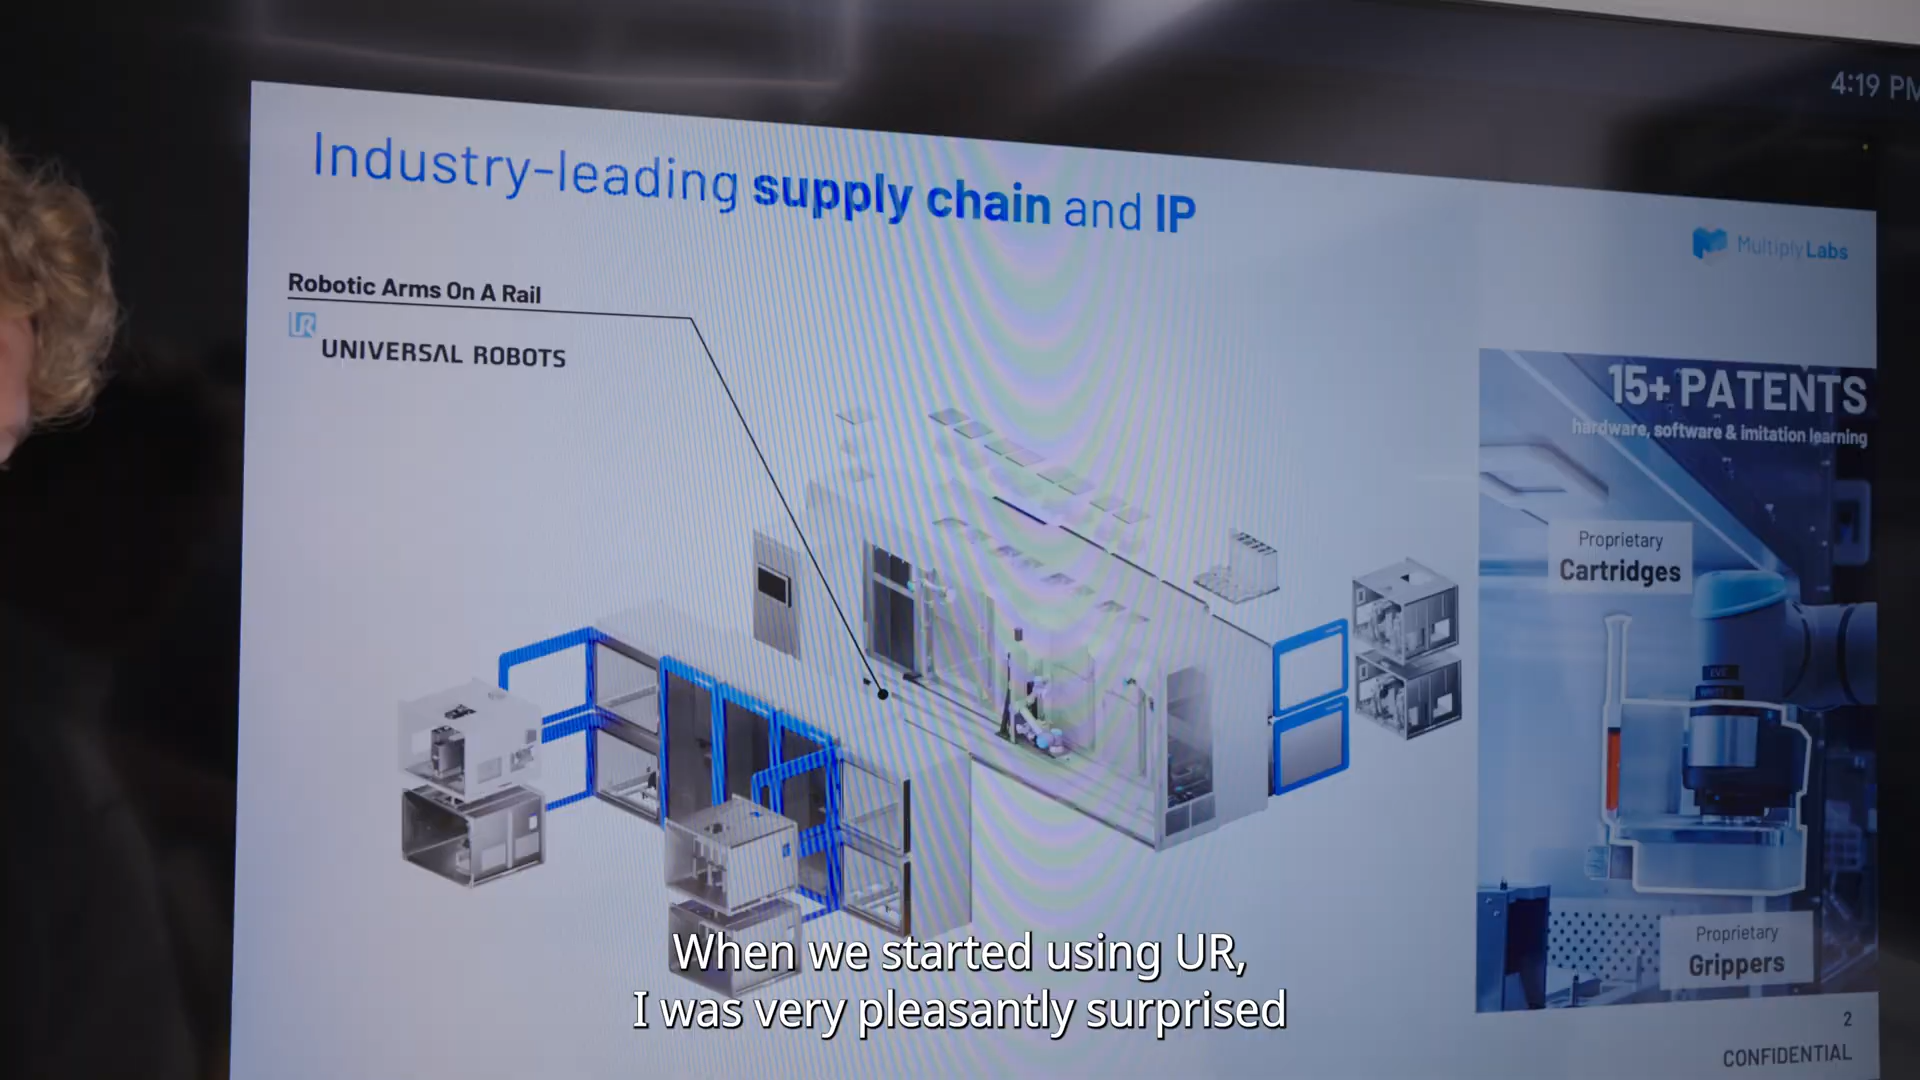 4:19 PM
Industry-leading supply chain and IP
Multiply Labs
Robotic Arms On A Rail
UR
UNIVERSAL ROBOTS
15+ PATENTS
hardware, software & imitation learning
Proprietary
Cartridges
EVE
Proprietary
Grippers
When we started using UR,
I was very pleasantly surprised
2
CONFIDENTIAL